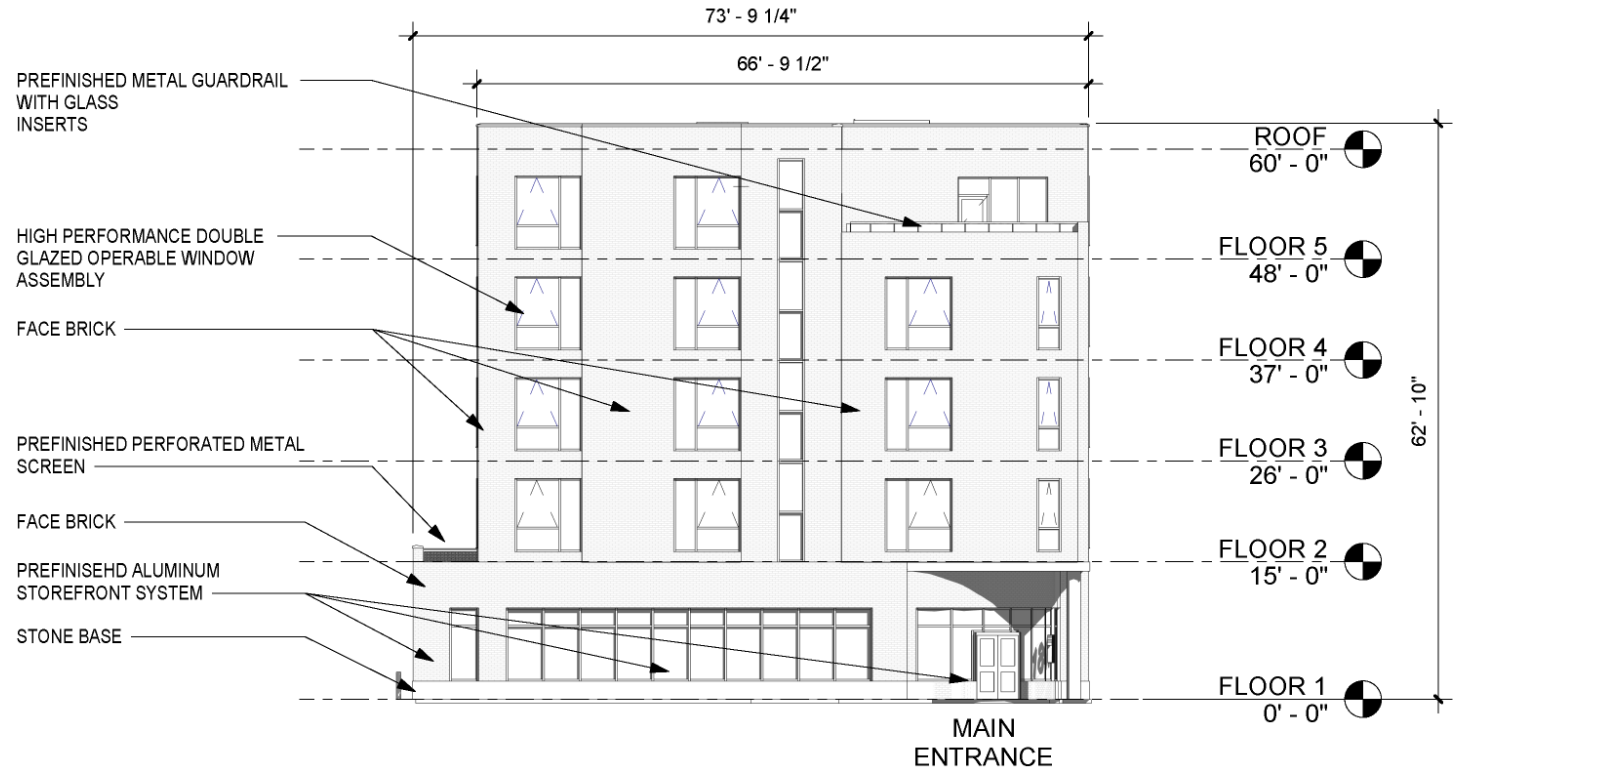 73' - 9 1/4"
66' - 9 1/2"
PREFINISHED METAL GUARDRAIL
WITH GLASS
INSERTS
HIGH PERFORMANCE DOUBLE
GLAZED OPERABLE WINDOW
ASSEMBLY
FACE BRICK
PREFINISHED PERFORATED METAL
SCREEN
FACE BRICK
PREFINISEHD ALUMINUM
STOREFRONT SYSTEM
STONE BASE
ROOF
60' - 0"
FLOOR 5
48' - 0"
FLOOR 4
37' - 0"
FLOOR 3
26' - 0"
FLOOR 2
15' - 0"
FLOOR 1
0' - 0"
62' - 10"
MAIN
ENTRANCE